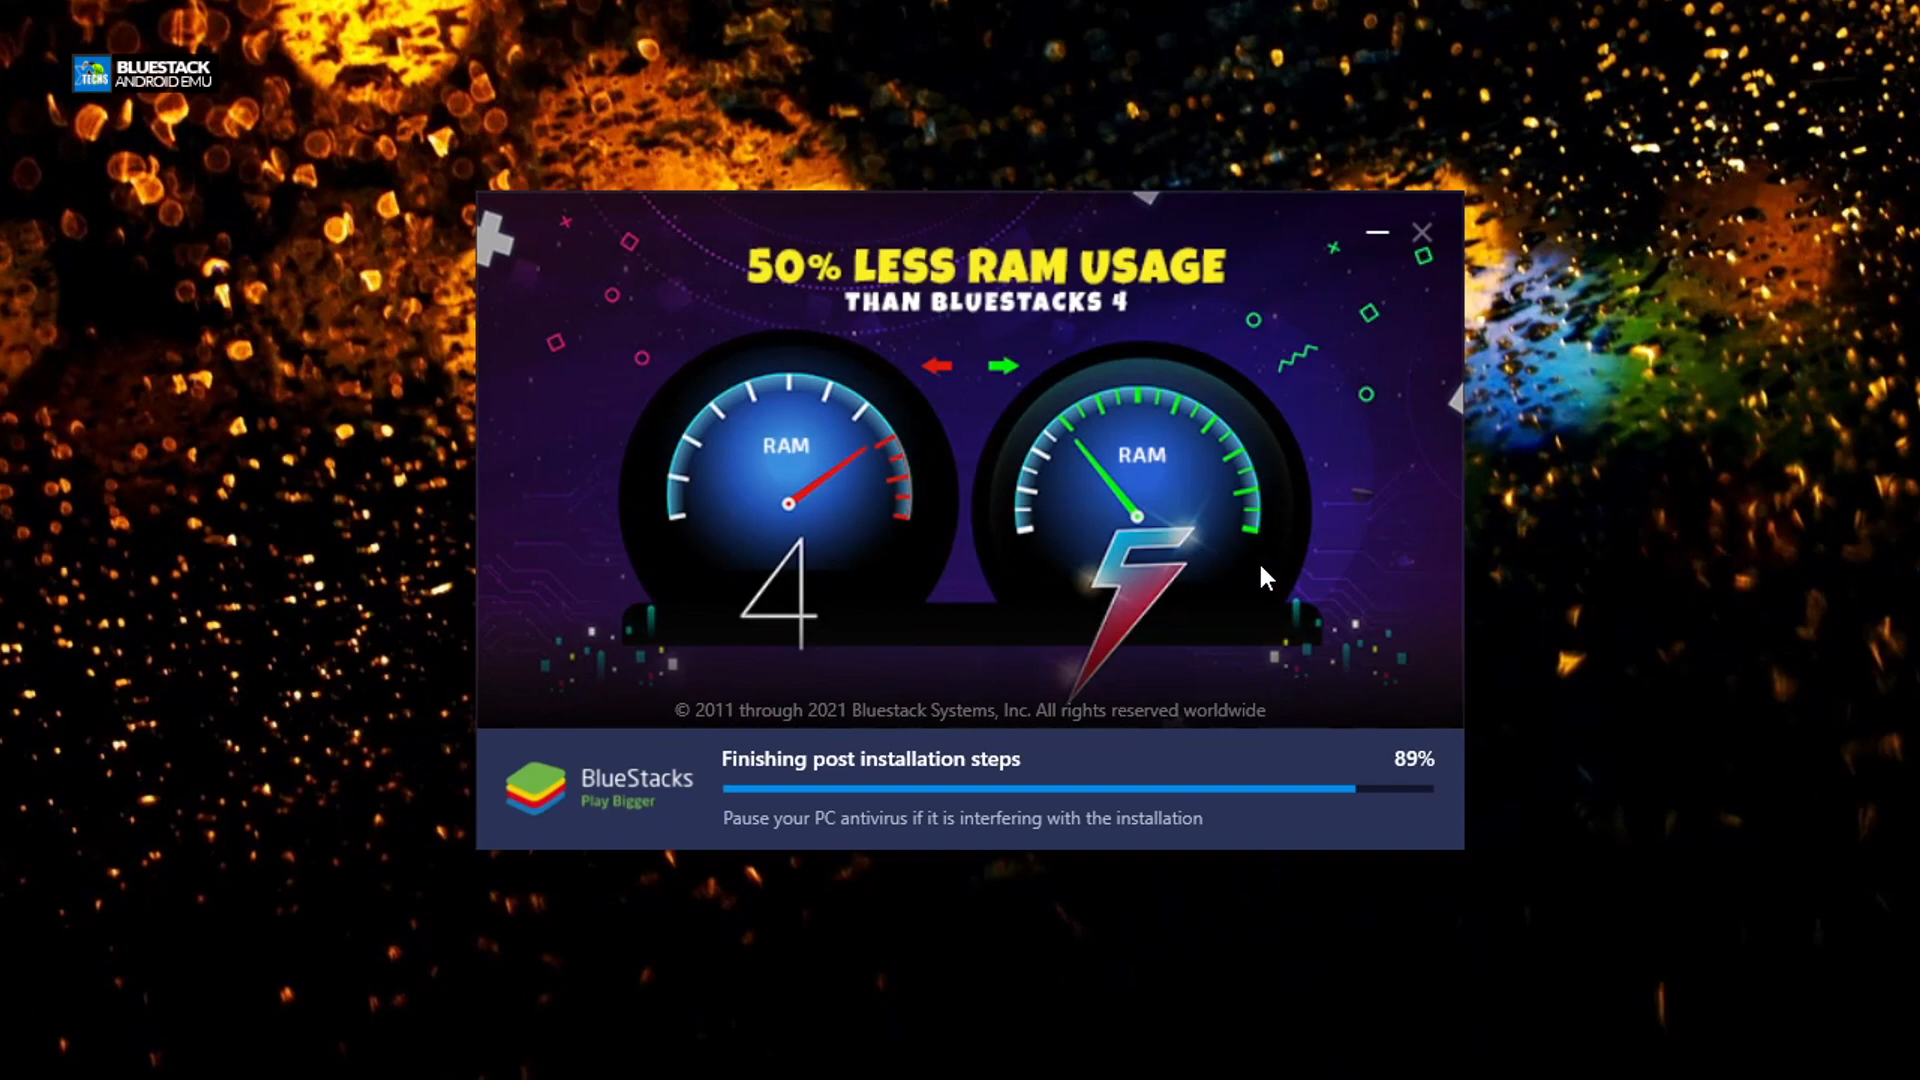 TECHS
BLUESTACK
ANDROID EMU
50% LESS RAM USAGE
THAN BLUESTACKS 4
RAM
RAM
4
5
© 2011 through 2021 Bluestack Systems, Inc. All rights reserved worldwide
BlueStacks
Play Bigger
Finishing post installation steps
89%
Pause your PC antivirus if it is interfering with the installation